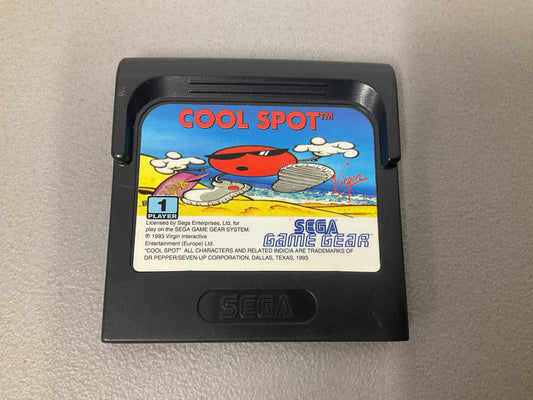 COOL SPOT™
Virgin
1
PLAYER
Licensed by Sega Enterprises, Ltd. for
play on the SEGA GAME GEAR SYSTEM.
℗ 1993 Virgin Interactive
Entertainment (Europe) Ltd.
"COOL SPOT" ALL CHARACTERS AND RELATED INDICIA ARE TRADEMARKS OF
DR PEPPER/SEVEN-UP CORPORATION, DALLAS, TEXAS, 1993.
SEGA
GAME GEAR
SEGA